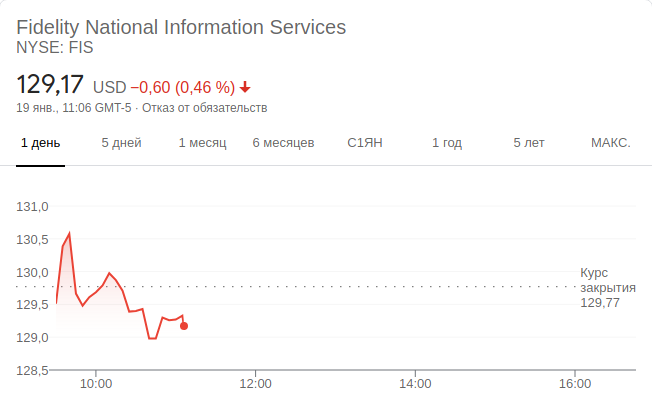 Fidelity National Information Services
NYSE: FIS
129,17 USD −0,60 (0,46 %)
19 янв., 11:06 GMT-5 · Отказ от обязательств
1 день 5 дней 1 месяц 6 месяцев С1ЯН 1 год 5 лет МАКС.
131,0
130,5
130,0
129,5
129,0
128,5
Курс
закрытия
129,77
10:00 12:00 14:00 16:00